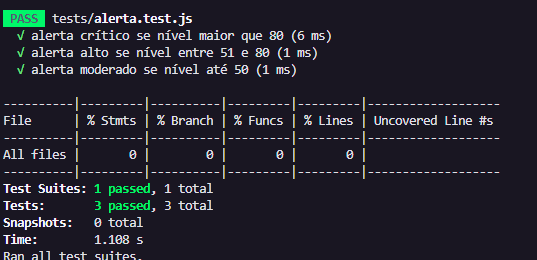 PASS tests/alerta.test.js
√ alerta crítico se nível maior que 80 (6 ms)
√ alerta alto se nível entre 51 e 80 (1 ms)
√ alerta moderado se nível até 50 (1 ms)
----------|---------|----------|---------|---------|-------------------
File      | % Stmts | % Branch | % Funcs | % Lines | Uncovered Line #s
----------|---------|----------|---------|---------|-------------------
All files |       0 |        0 |       0 |       0 |
----------|---------|----------|---------|---------|-------------------
Test Suites: 1 passed, 1 total
Tests:       3 passed, 3 total
Snapshots:   0 total
Time:        1.108 s
Ran all test suites.